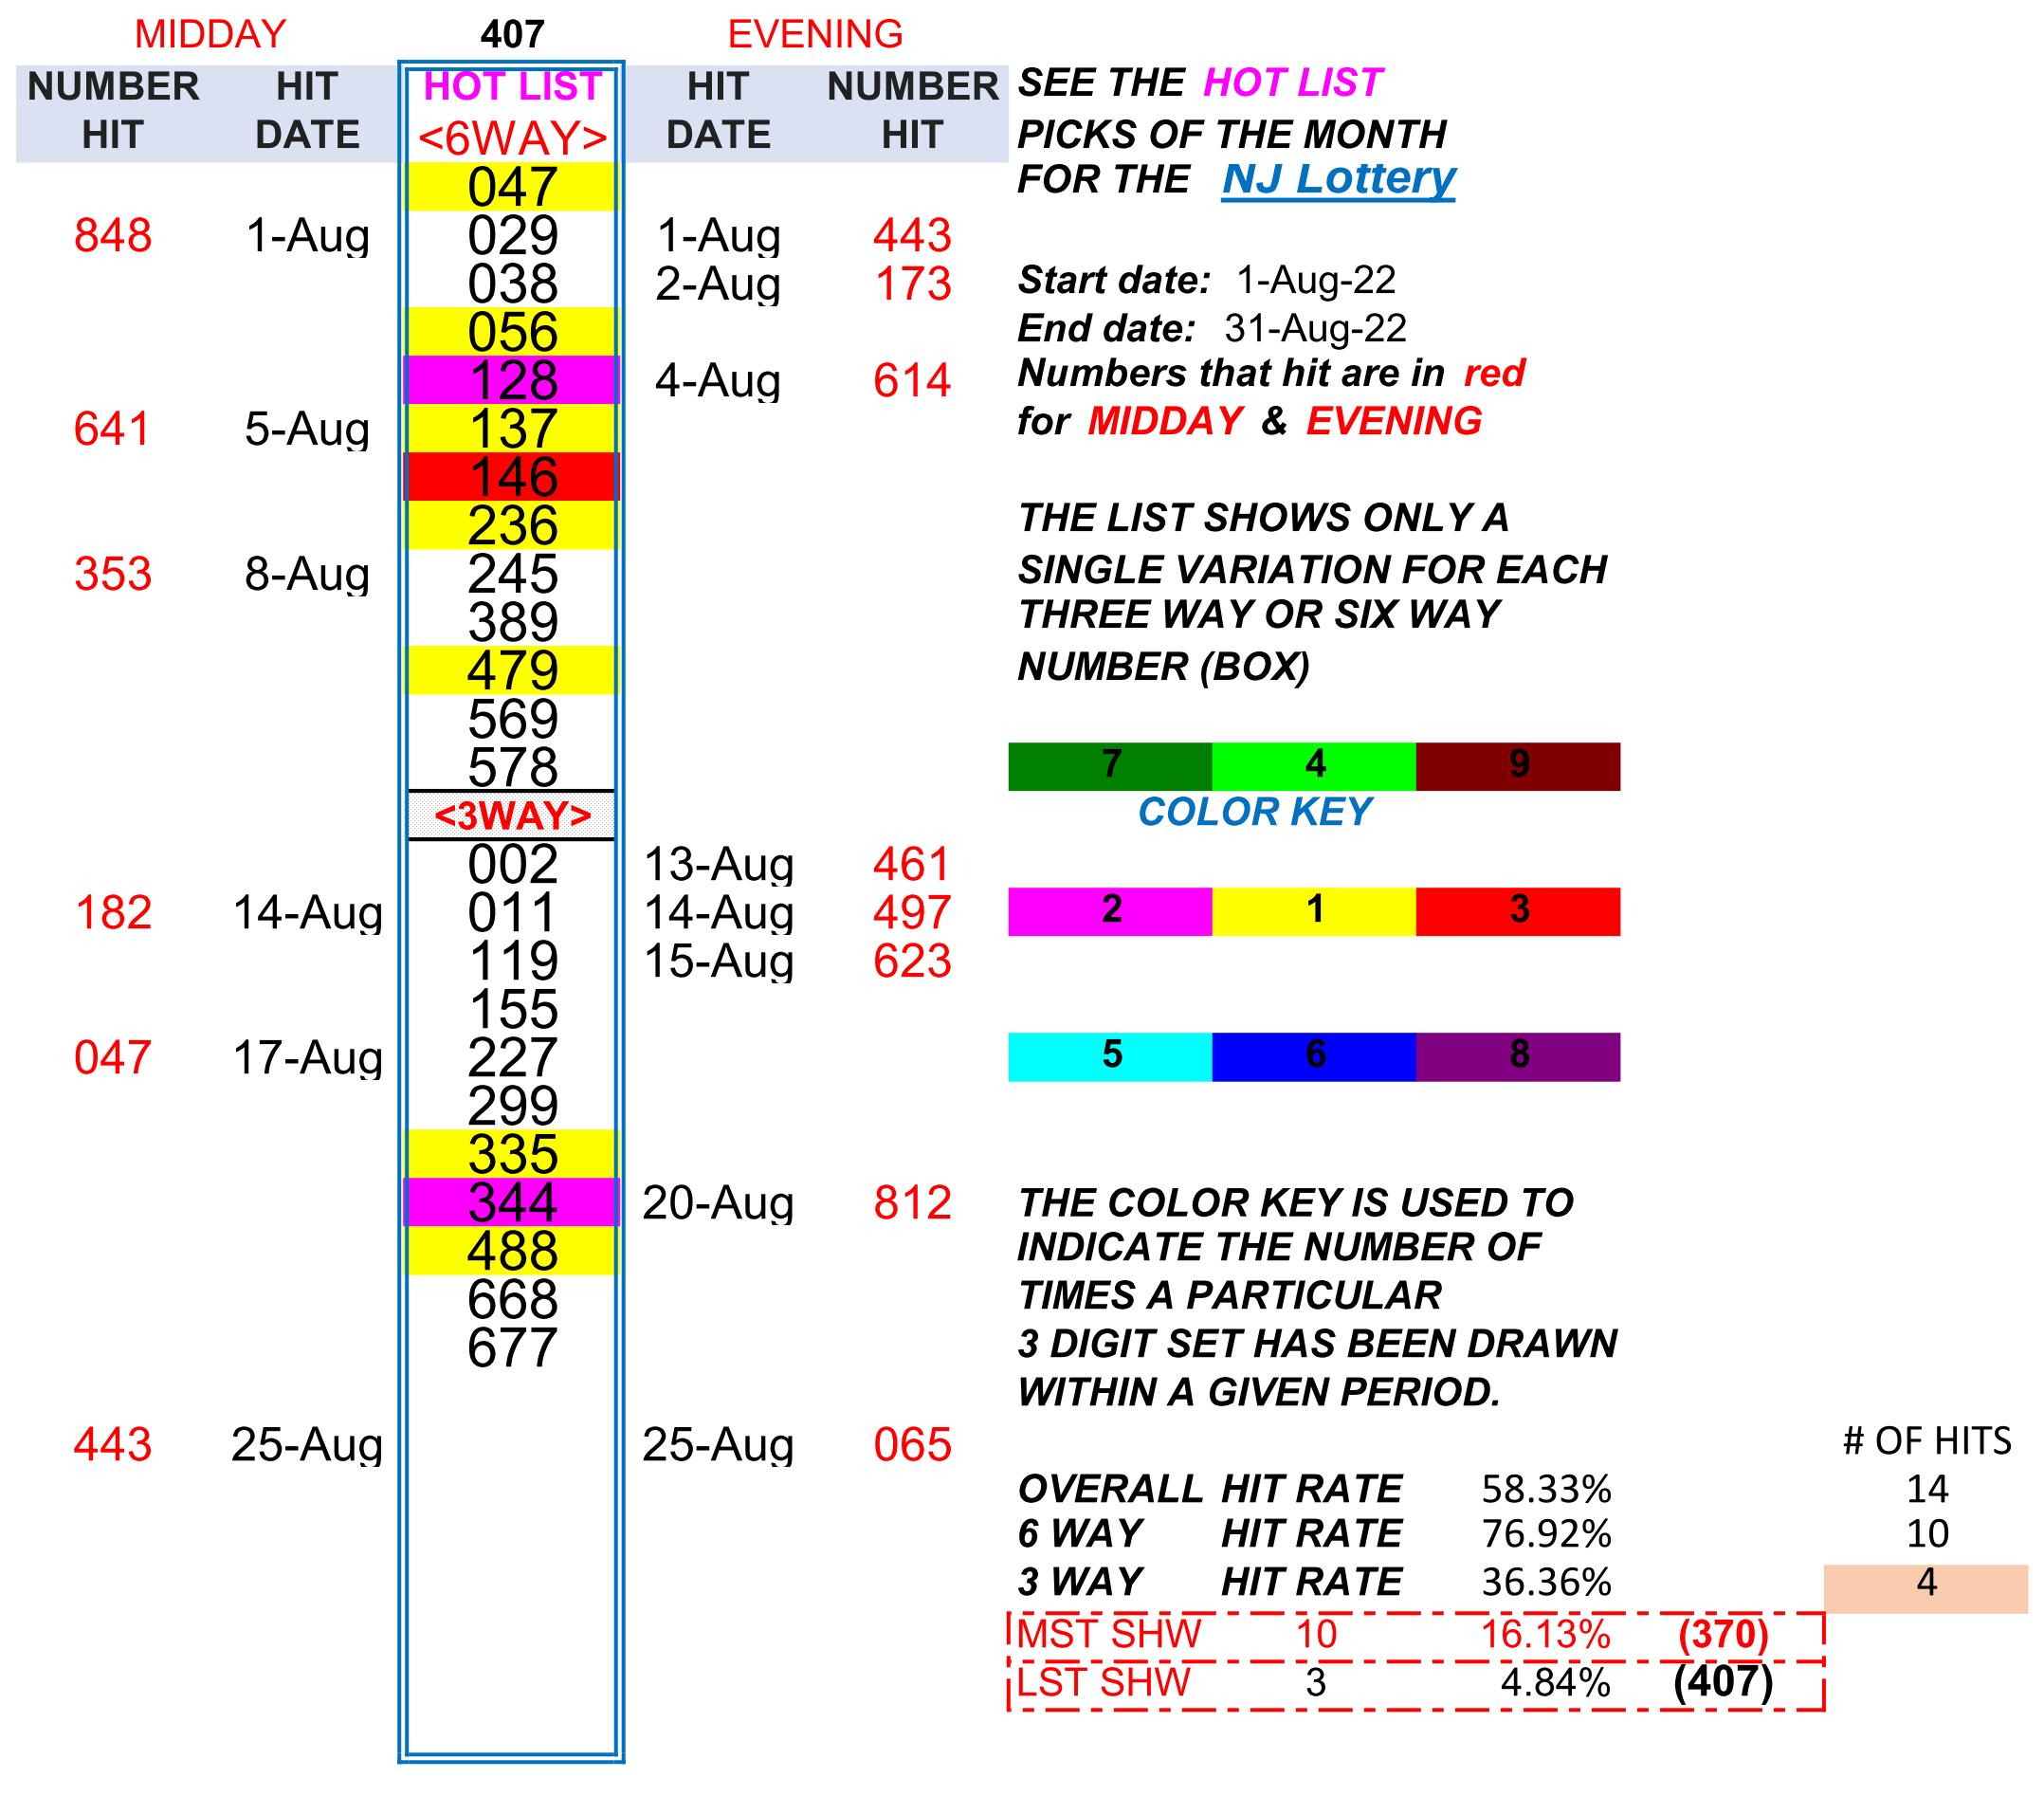 MIDDAY 407 EVENING
NUMBER HIT HOT LIST HIT NUMBER SEE THE HOT LIST
HIT DATE <6WAY> DATE HIT PICKS OF THE MONTH
047 FOR THE NJ Lottery
848 1-Aug 029 1-Aug 443
038 2-Aug 173 Start date: 1-Aug-22
056 End date: 31-Aug-22
128 4-Aug 614 Numbers that hit are in red
641 5-Aug 137 for MIDDAY & EVENING
146
236 THE LIST SHOWS ONLY A
353 8-Aug 245 SINGLE VARIATION FOR EACH
389 THREE WAY OR SIX WAY
479 NUMBER (BOX)
569
578 7 4 9
<3WAY> COLOR KEY
002 13-Aug 461
182 14-Aug 011 14-Aug 497 2 1 3
119 15-Aug 623
155
047 17-Aug 227 5 6 8
299
335
344 20-Aug 812 THE COLOR KEY IS USED TO
488 INDICATE THE NUMBER OF
668 TIMES A PARTICULAR
677 3 DIGIT SET HAS BEEN DRAWN
WITHIN A GIVEN PERIOD.
443 25-Aug 25-Aug 065 # OF HITS
OVERALL HIT RATE 58.33% 14
6 WAY HIT RATE 76.92% 10
3 WAY HIT RATE 36.36% 4
MST SHW 10 16.13% (370)
LST SHW 3 4.84% (407)